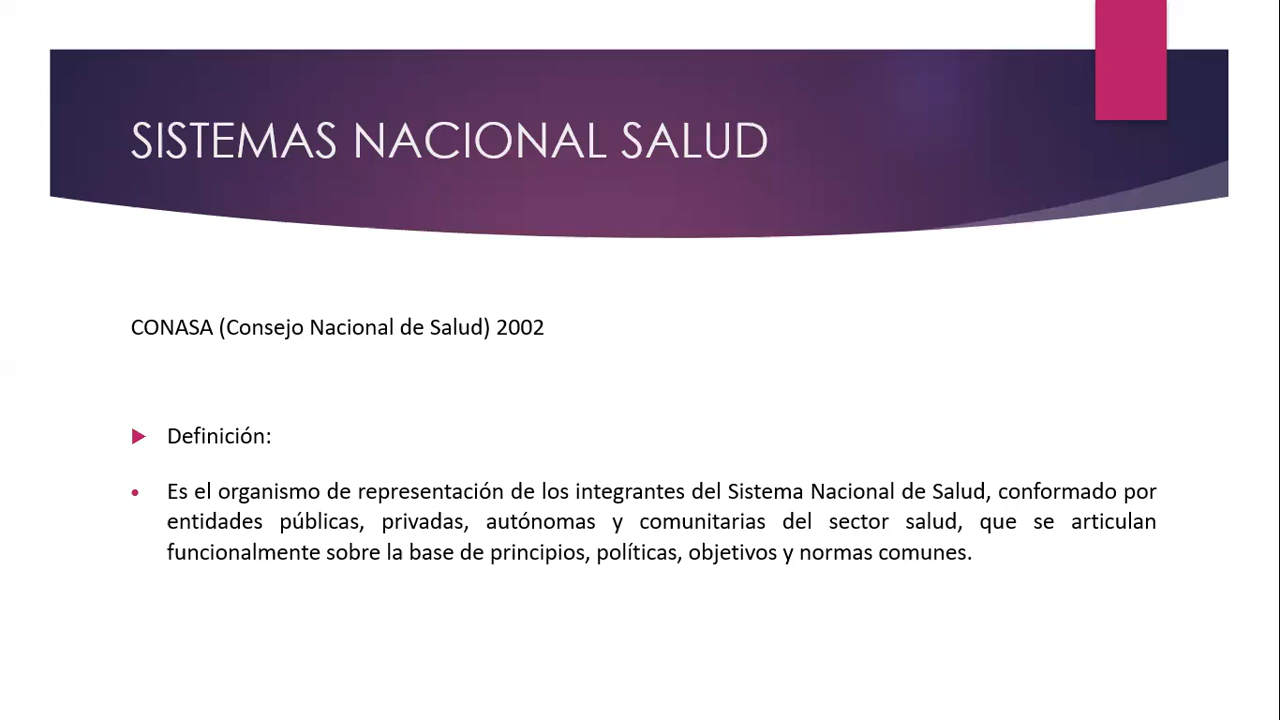 SISTEMAS NACIONAL SALUD
CONASA (Consejo Nacional de Salud) 2002
Definición:
Es el organismo de representación de los integrantes del Sistema Nacional de Salud, conformado por
entidades públicas, privadas, autónomas y comunitarias del sector salud, que se articulan
funcionalmente sobre la base de principios, políticas, objetivos y normas comunes.